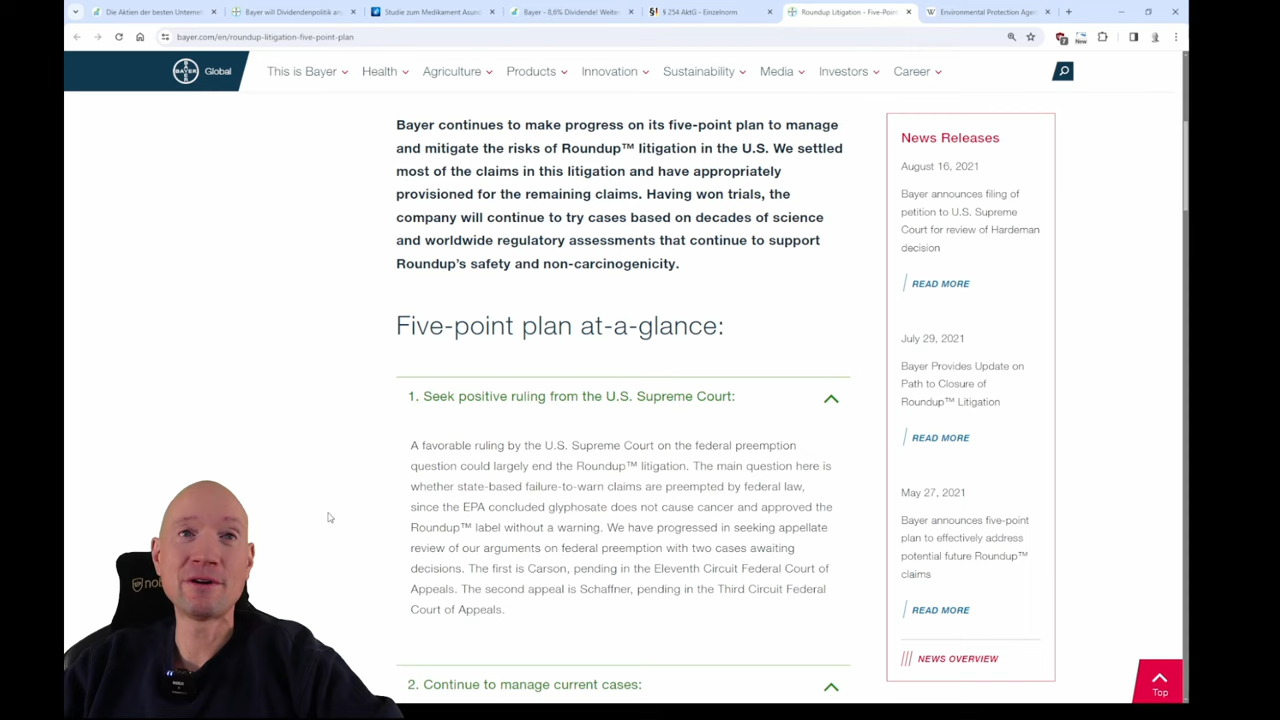 Die Aktien der besten Unternel
Bayer will Dividendenpolitik an
Studie zum Medikament Asund
Bayer - 8,6% Dividende! Weiter
§ 254 AktG - Einzelnorm
Roundup Litigation - Five-Poin
Environmental Protection Agen
bayer.com/en/roundup-litigation-five-point-plan
BAYER
Global
This is Bayer
Health
Agriculture
Products
Innovation
Sustainability
Media
Investors
Career
Bayer continues to make progress on its five-point plan to manage
and mitigate the risks of Roundup™ litigation in the U.S. We settled
most of the claims in this litigation and have appropriately
provisioned for the remaining claims. Having won trials, the
company will continue to try cases based on decades of science
and worldwide regulatory assessments that continue to support
Roundup's safety and non-carcinogenicity.
Five-point plan at-a-glance:
1. Seek positive ruling from the U.S. Supreme Court:
A favorable ruling by the U.S. Supreme Court on the federal preemption
question could largely end the Roundup™ litigation. The main question here is
whether state-based failure-to-warn claims are preempted by federal law,
since the EPA concluded glyphosate does not cause cancer and approved the
Roundup™ label without a warning. We have progressed in seeking appellate
review of our arguments on federal preemption with two cases awaiting
decisions. The first is Carson, pending in the Eleventh Circuit Federal Court of
Appeals. The second appeal is Schaffner, pending in the Third Circuit Federal
Court of Appeals.
2. Continue to manage current cases:
News Releases
August 16, 2021
Bayer announces filing of
petition to U.S. Supreme
Court for review of Hardeman
decision
READ MORE
July 29, 2021
Bayer Provides Update on
Path to Closure of
Roundup™ Litigation
READ MORE
May 27, 2021
Bayer announces five-point
plan to effectively address
potential future Roundup™
claims
READ MORE
NEWS OVERVIEW
Top